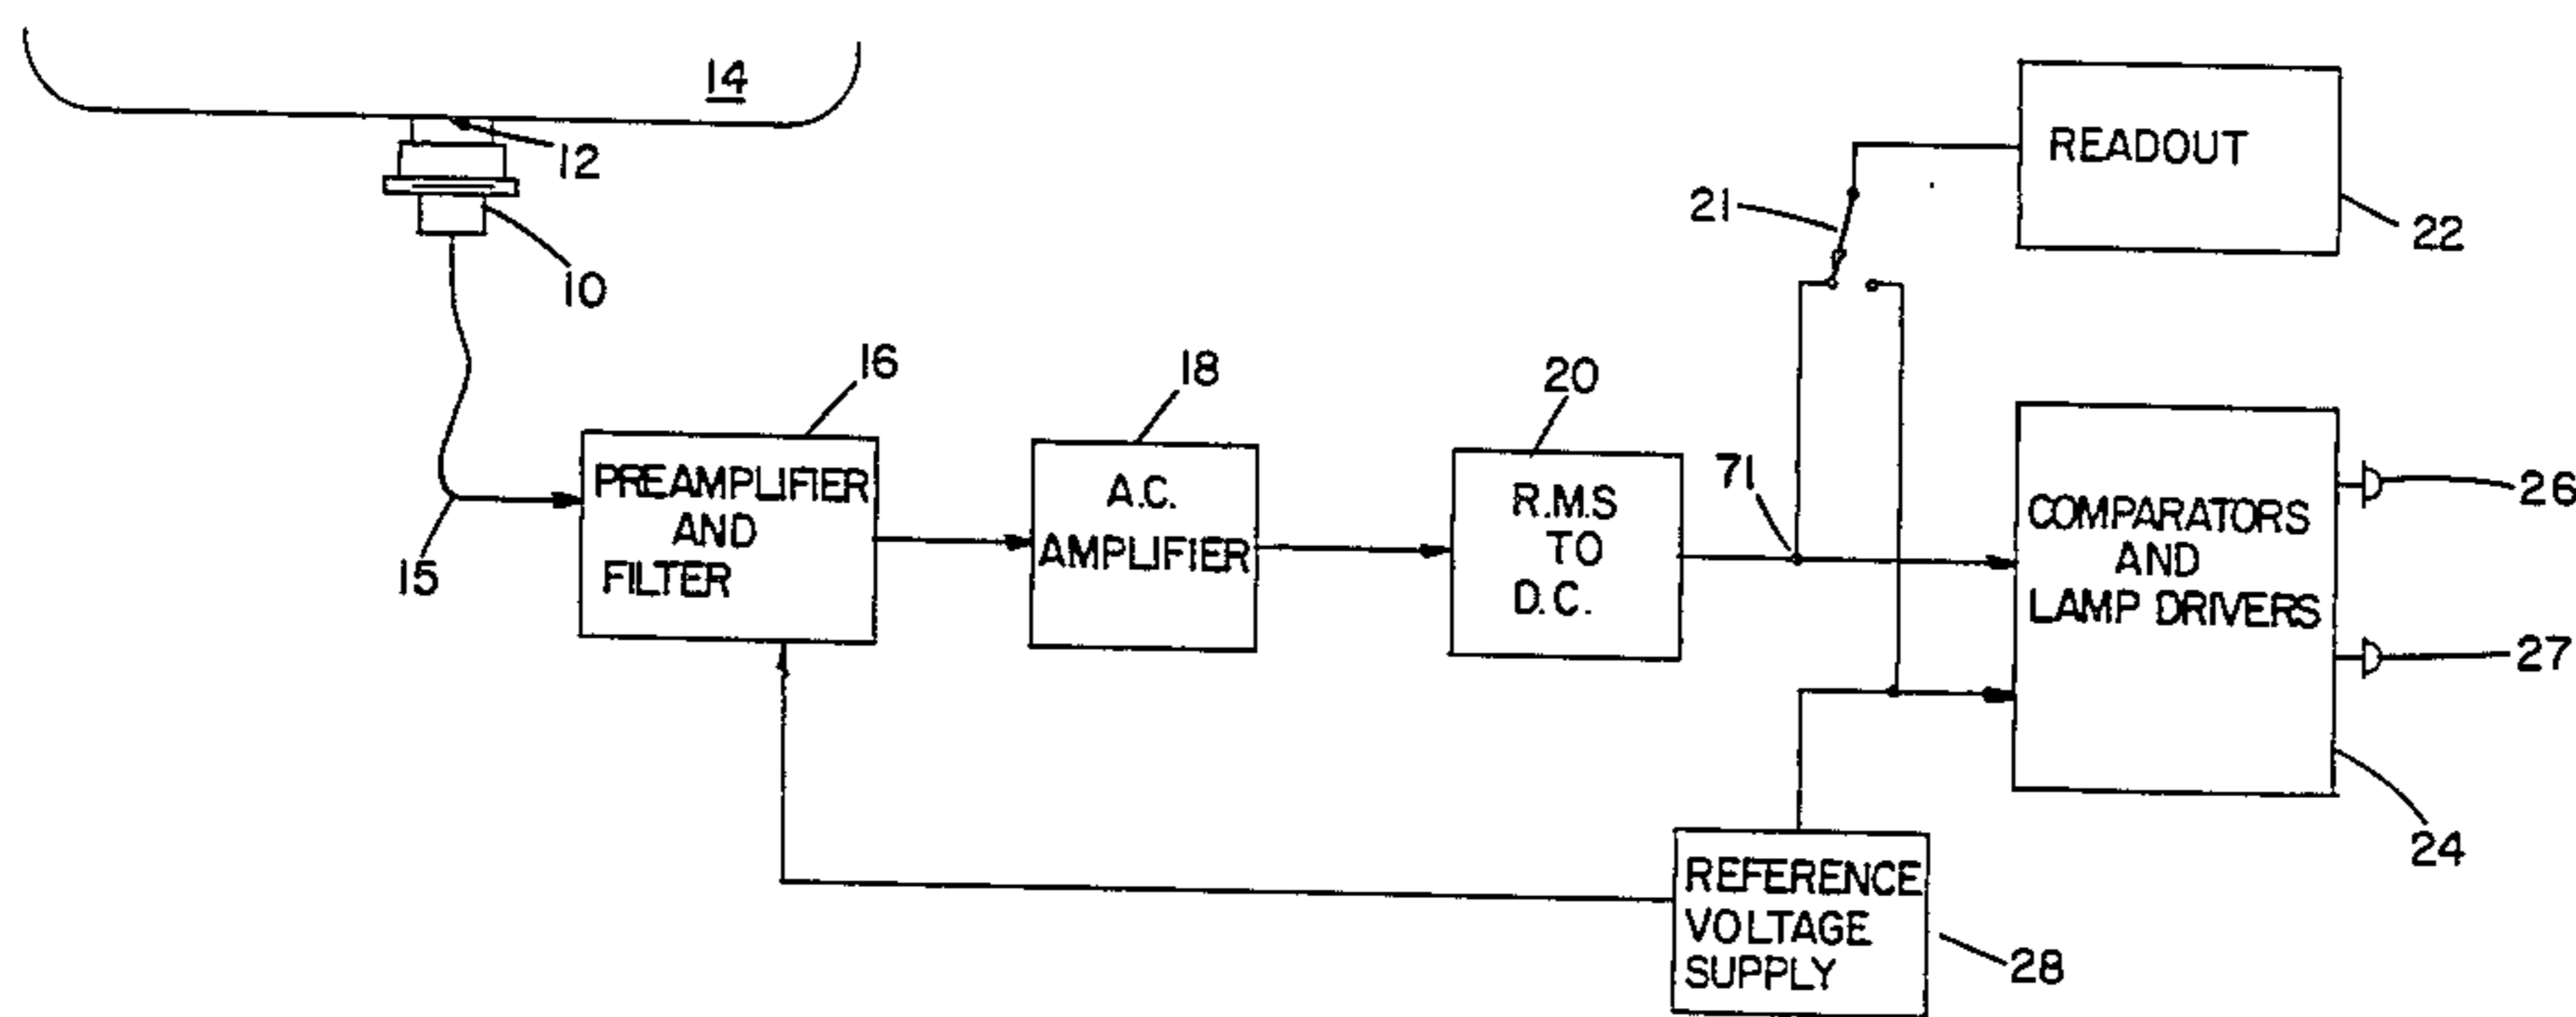 14
12
10
READOUT
21
22
16
18
20
15
PREAMPLIFIER
AND
FILTER
A.C.
AMPLIFIER
R.M.S
TO
D.C.
71
COMPARATORS
AND
LAMP DRIVERS
26
27
24
REFERENCE
VOLTAGE
SUPPLY
28